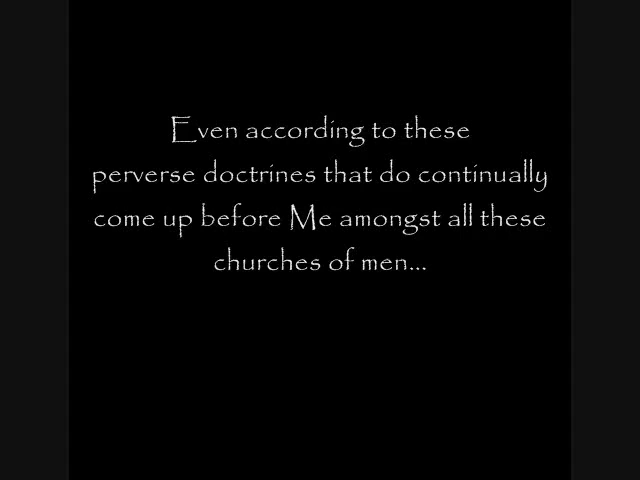 Even according to these
perverse doctrines that do continually
come up before Me amongst all these
churches of men...